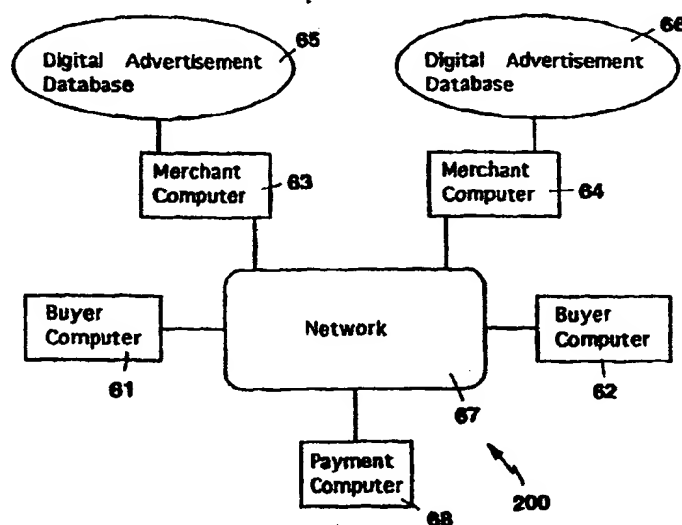 65
Digital Advertisement
Database
66
Digital Advertisement
Database
Merchant
Computer
63
Merchant
Computer
64
Buyer
Computer
61
Network
67
Buyer
Computer
62
Payment
Computer
68
200